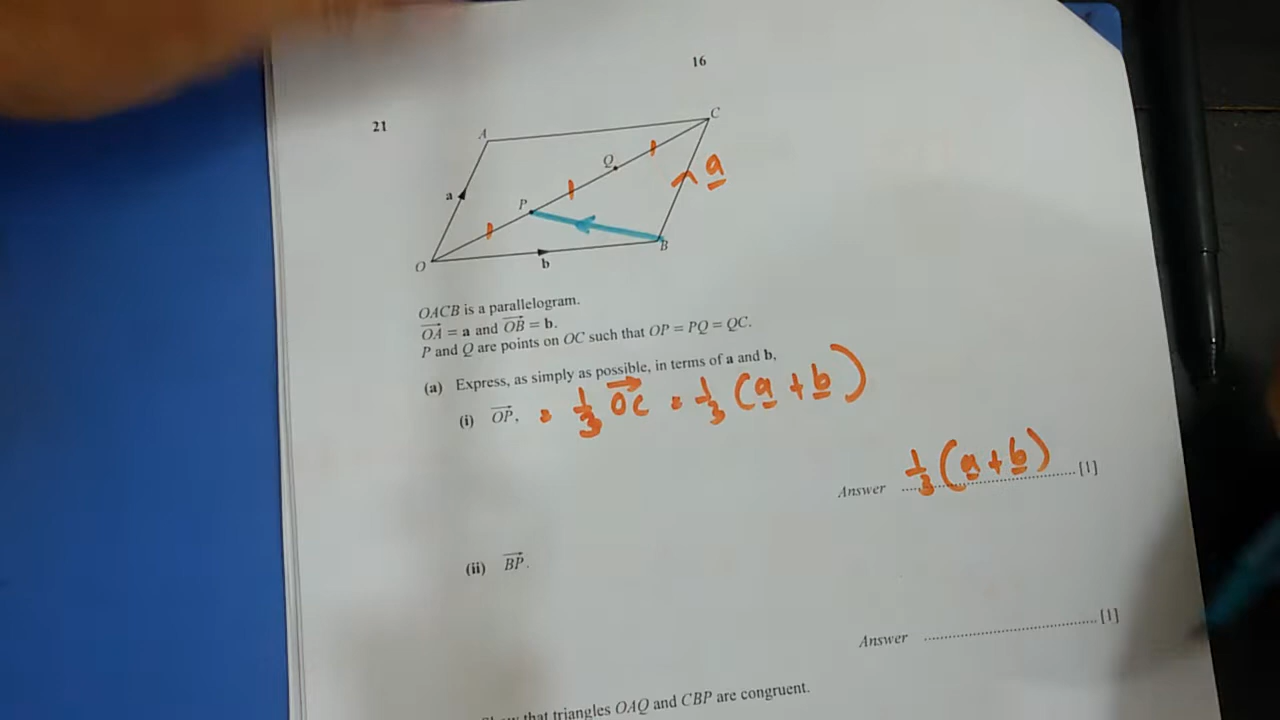 16
21
A
C
Q
a
a
P
B
O
b
OACB is a parallelogram.
OA = a and OB = b.
P and Q are points on OC such that OP = PQ = QC.
(a) Express, as simply as possible, in terms of a and b,
(i) OP, = 1/3 OC = 1/3 (a + b)
Answer 1/3 (a + b) [1]
(ii) BP.
Answer [1]
that triangles OAQ and CBP are congruent.